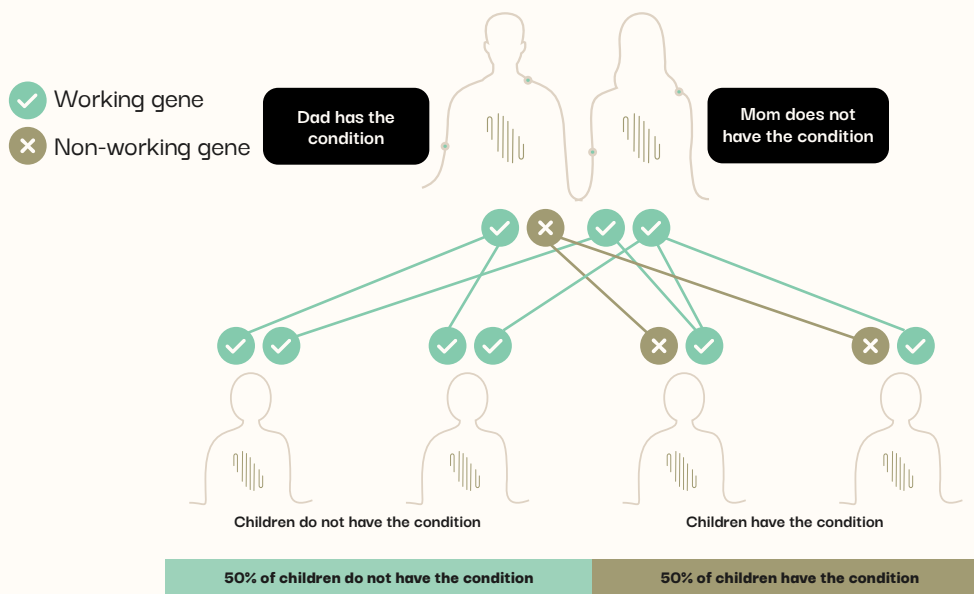 Working gene
Non-working gene
Dad has the
condition
Mom does not
have the condition
Children do not have the condition
Children have the condition
50% of children do not have the condition
50% of children have the condition